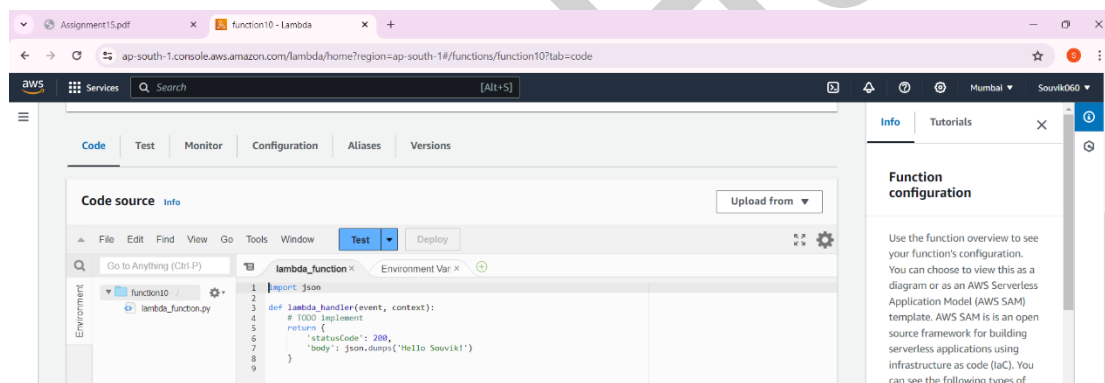 Assignment15.pdf × function10 - Lambda × +
ap-south-1.console.aws.amazon.com/lambda/home?region=ap-south-1#/functions/function10?tab=code S
aws Services Search [Alt+S] Mumbai ▼ Souvik060 ▼
Info Tutorials ×
Code Test Monitor Configuration Aliases Versions
Function
configuration
Code source Info Upload from ▼
File Edit Find View Go Tools Window Test Deploy
Use the function overview to see
your function's configuration.
You can choose to view this as a
diagram or as an AWS Serverless
Application Model (AWS SAM)
template. AWS SAM is is an open
source framework for building
serverless applications using
infrastructure as code (IaC). You
can see the following types of
Go to Anything (Ctrl-P) lambda_function × Environment Var ×
Environment
function10 /
lambda_function.py
1 import json
2
3 def lambda_handler(event, context):
4 # TODO implement
5 return {
6 'statusCode': 200,
7 'body': json.dumps('Hello Souvik!')
8 }
9